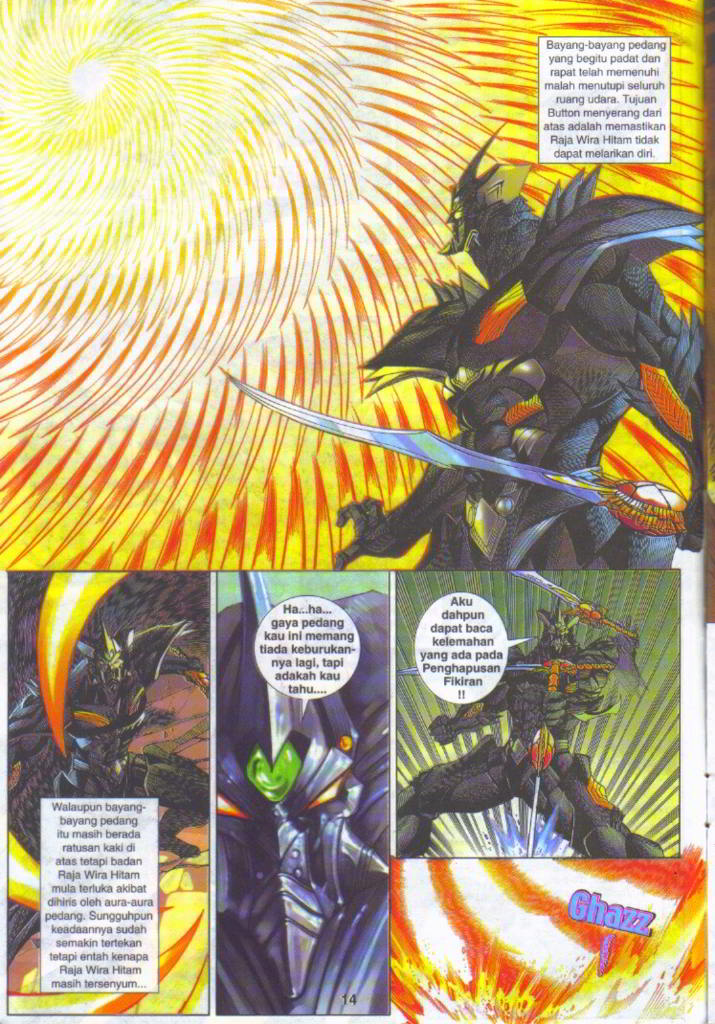 Bayang-bayang pedang
yang begitu padat dan
rapat telah memenuhi
malah menutupi seluruh
ruang udara. Tujuan
Button menyerang dari
atas adalah memastikan
Raja Wira Hitam tidak
dapat melarikan diri.
Walaupun bayang-
bayang pedang
itu masih berada
ratusan kaki di
atas tetapi badan
Raja Wira Hitam
mula terluka akibat
dihiris oleh aura-aura
pedang. Sungguhpun
keadaannya sudah
semakin tertekan
tetapi entah kenapa
Raja Wira Hitam
masih tersenyum...
Ha...ha...
gaya pedang
kau ini memang
tiada keburukan-
nya lagi, tapi
adakah kau
tahu....
Aku
dahpun
dapat baca
kelemahan
yang ada pada
Penghapusan
Fikiran
!!
Ghazz
!
14